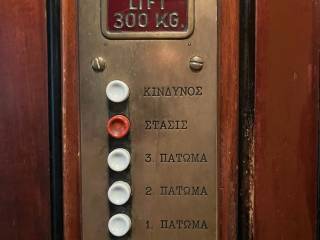 LIFT
300 KG.
ΚΙΝΔΥΝΟΣ
ΣΤΑΣΙΣ
3. ΠΑΤΩΜΑ
2. ΠΑΤΩΜΑ
1. ΠΑΤΩΜΑ